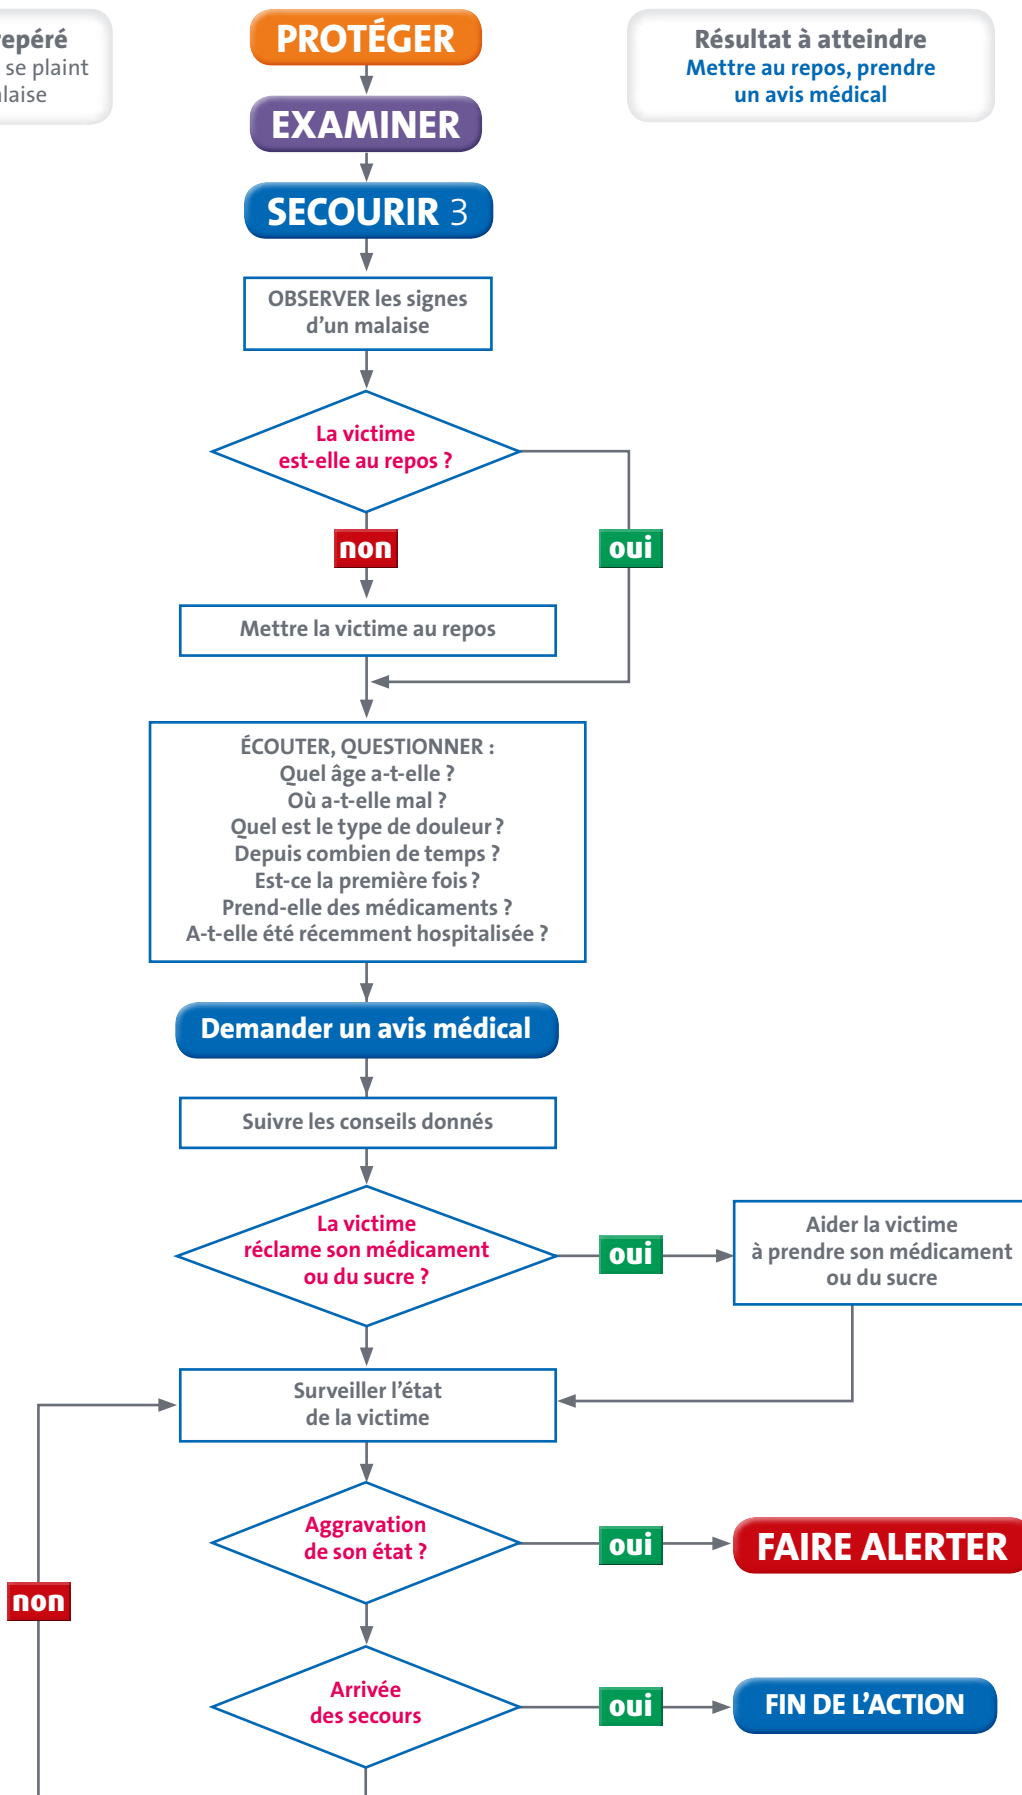 repéré
se plaint
PROTÉGER
Résultat à atteindre
Mettre au repos, prendre
un avis médical
EXAMINER
SECOURIR 3
OBSERVER les signes
d’un malaise
La victime
est-elle au repos ?
non
oui
Mettre la victime au repos
ÉCOUTER, QUESTIONNER :
Quel âge a-t-elle ?
Où a-t-elle mal ?
Quel est le type de douleur ?
Depuis combien de temps ?
Est-ce la première fois ?
Prend-elle des médicaments ?
A-t-elle été récemment hospitalisée ?
Demander un avis médical
Suivre les conseils donnés
La victime
réclame son médicament
ou du sucre ?
oui
Aider la victime
à prendre son médicament
ou du sucre
Surveiller l’état
de la victime
Aggravation
de son état ?
oui
FAIRE ALERTER
non
Arrivée
des secours
oui
FIN DE L’ACTION